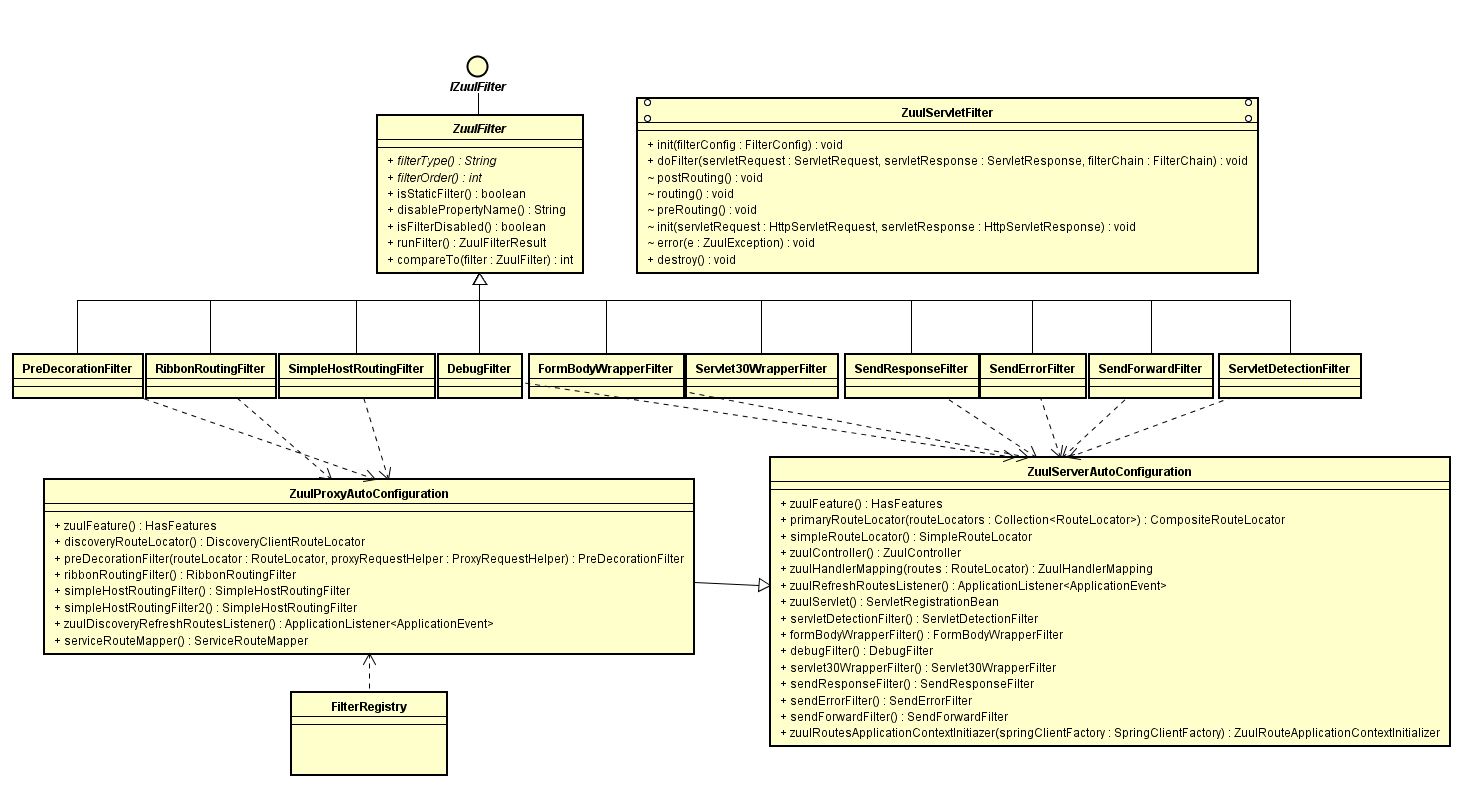 IZuulFilter
ZuulFilter
+ filterType() : String
+ filterOrder() : int
+ isStaticFilter() : boolean
+ disablePropertyName() : String
+ isFilterDisabled() : boolean
+ runFilter() : ZuulFilterResult
+ compareTo(filter : ZuulFilter) : int
ZuulServletFilter
+ init(filterConfig : FilterConfig) : void
+ doFilter(servletRequest : ServletRequest, servletResponse : ServletResponse, filterChain : FilterChain) : void
~ postRouting() : void
~ routing() : void
~ preRouting() : void
~ init(servletRequest : HttpServletRequest, servletResponse : HttpServletResponse) : void
~ error(e : ZuulException) : void
+ destroy() : void
PreDecorationFilter
RibbonRoutingFilter
SimpleHostRoutingFilter
DebugFilter
FormBodyWrapperFilter
Servlet30WrapperFilter
SendResponseFilter
SendErrorFilter
SendForwardFilter
ServletDetectionFilter
ZuulProxyAutoConfiguration
+ zuulFeature() : HasFeatures
+ discoveryRouteLocator() : DiscoveryClientRouteLocator
+ preDecorationFilter(routeLocator : RouteLocator, proxyRequestHelper : ProxyRequestHelper) : PreDecorationFilter
+ ribbonRoutingFilter() : RibbonRoutingFilter
+ simpleHostRoutingFilter() : SimpleHostRoutingFilter
+ simpleHostRoutingFilter2() : SimpleHostRoutingFilter
+ zuulDiscoveryRefreshRoutesListener() : ApplicationListener<ApplicationEvent>
+ serviceRouteMapper() : ServiceRouteMapper
ZuulServerAutoConfiguration
+ zuulFeature() : HasFeatures
+ primaryRouteLocator(routeLocators : Collection<RouteLocator>) : CompositeRouteLocator
+ simpleRouteLocator() : SimpleRouteLocator
+ zuulController() : ZuulController
+ zuulHandlerMapping(routes : RouteLocator) : ZuulHandlerMapping
+ zuulRefreshRoutesListener() : ApplicationListener<ApplicationEvent>
+ zuulServlet() : ServletRegistrationBean
+ servletDetectionFilter() : ServletDetectionFilter
+ formBodyWrapperFilter() : FormBodyWrapperFilter
+ debugFilter() : DebugFilter
+ servlet30WrapperFilter() : Servlet30WrapperFilter
+ sendResponseFilter() : SendResponseFilter
+ sendErrorFilter() : SendErrorFilter
+ sendForwardFilter() : SendForwardFilter
+ zuulRoutesApplicationContextInitiazer(springClientFactory : SpringClientFactory) : ZuulRouteApplicationContextInitializer
FilterRegistry